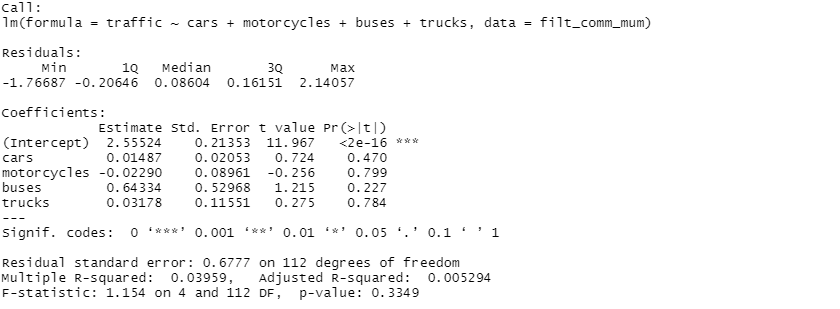 Call:
lm(formula = traffic ~ cars + motorcycles + buses + trucks, data = filt_comm_mum)

Residuals:
     Min       1Q   Median       3Q      Max
-1.76687 -0.20646  0.08604  0.16151  2.14057

Coefficients:
            Estimate Std. Error t value Pr(>|t|)
(Intercept)  2.55524    0.21353  11.967   <2e-16 ***
cars         0.01487    0.02053   0.724    0.470
motorcycles -0.02290    0.08961  -0.256    0.799
buses        0.64334    0.52968   1.215    0.227
trucks       0.03178    0.11551   0.275    0.784
---
Signif. codes:  0 ‘***’ 0.001 ‘**’ 0.01 ‘*’ 0.05 ‘.’ 0.1 ‘ ’ 1

Residual standard error: 0.6777 on 112 degrees of freedom
Multiple R-squared:  0.03959,	Adjusted R-squared:  0.005294
F-statistic: 1.154 on 4 and 112 DF,  p-value: 0.3349